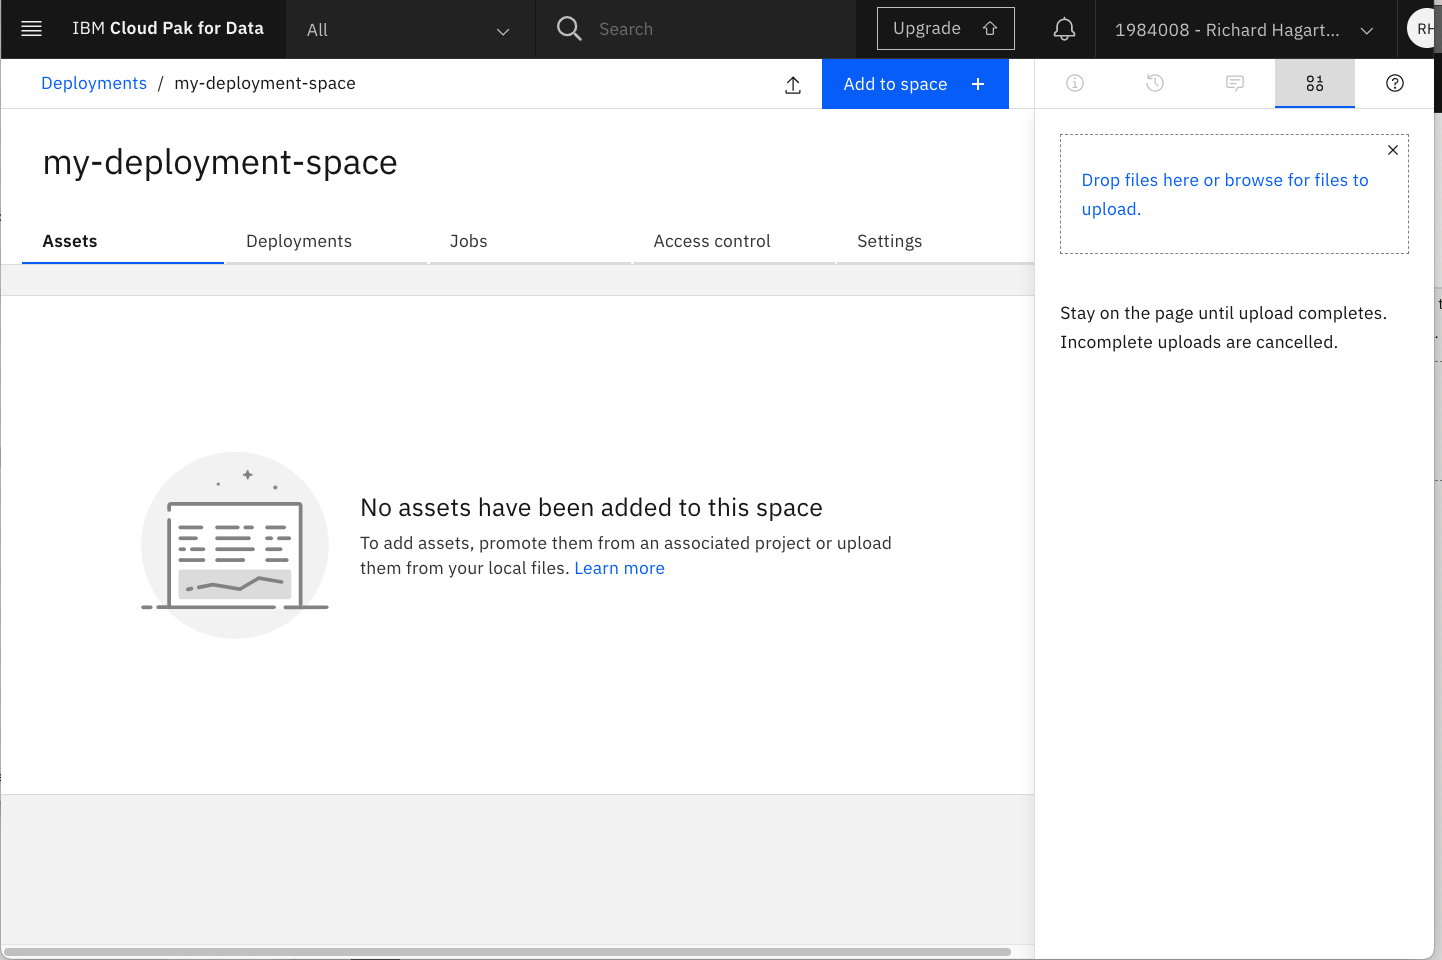 IBM Cloud Pak for Data
All
Search
Upgrade
1984008 - Richard Hagart...
RH
Deployments / my-deployment-space
Add to space +
my-deployment-space
Assets
Deployments
Jobs
Access control
Settings
No assets have been added to this space
To add assets, promote them from an associated project or upload
them from your local files. Learn more
Drop files here or browse for files to
upload.
Stay on the page until upload completes.
Incomplete uploads are cancelled.